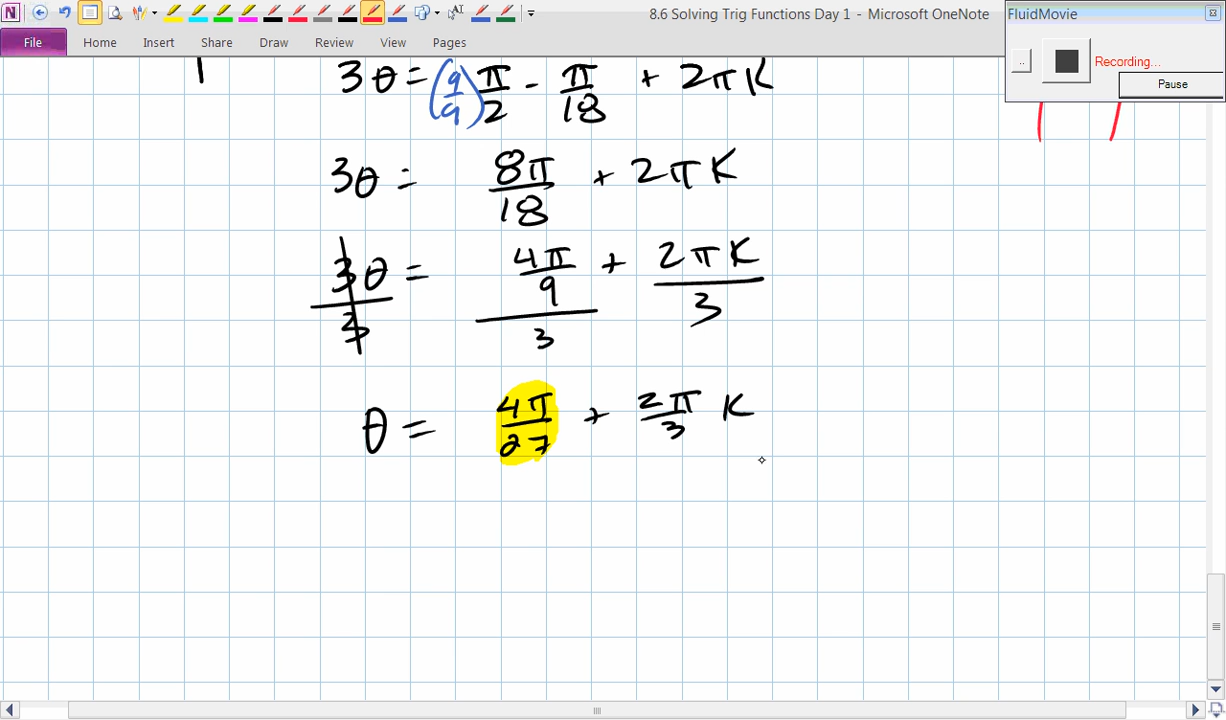 8.6 Solving Trig Functions Day 1 - Microsoft OneNote
FluidMovie
File Home Insert Share Draw Review View Pages
.. Recording...
Pause
3θ = (9/9) π/2 - π/18 + 2πK
3θ = 8π/18 + 2πK
3θ/3 = 4π/9/3 + 2πK/3
θ = 4π/27 + 2π/3 K